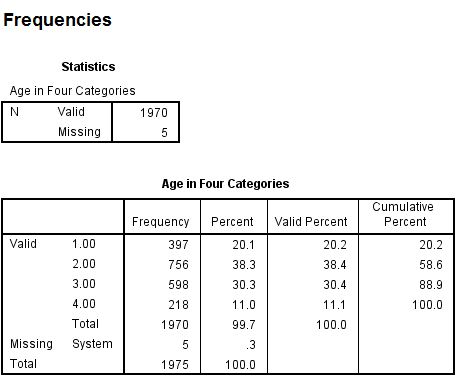 Frequencies
Statistics
Age in Four Categories
N Valid 1970
Missing 5
Age in Four Categories
Frequency Percent Valid Percent Cumulative Percent
Valid 1.00 397 20.1 20.2 20.2
2.00 756 38.3 38.4 58.6
3.00 598 30.3 30.4 88.9
4.00 218 11.0 11.1 100.0
Total 1970 99.7 100.0
Missing System 5 .3
Total 1975 100.0